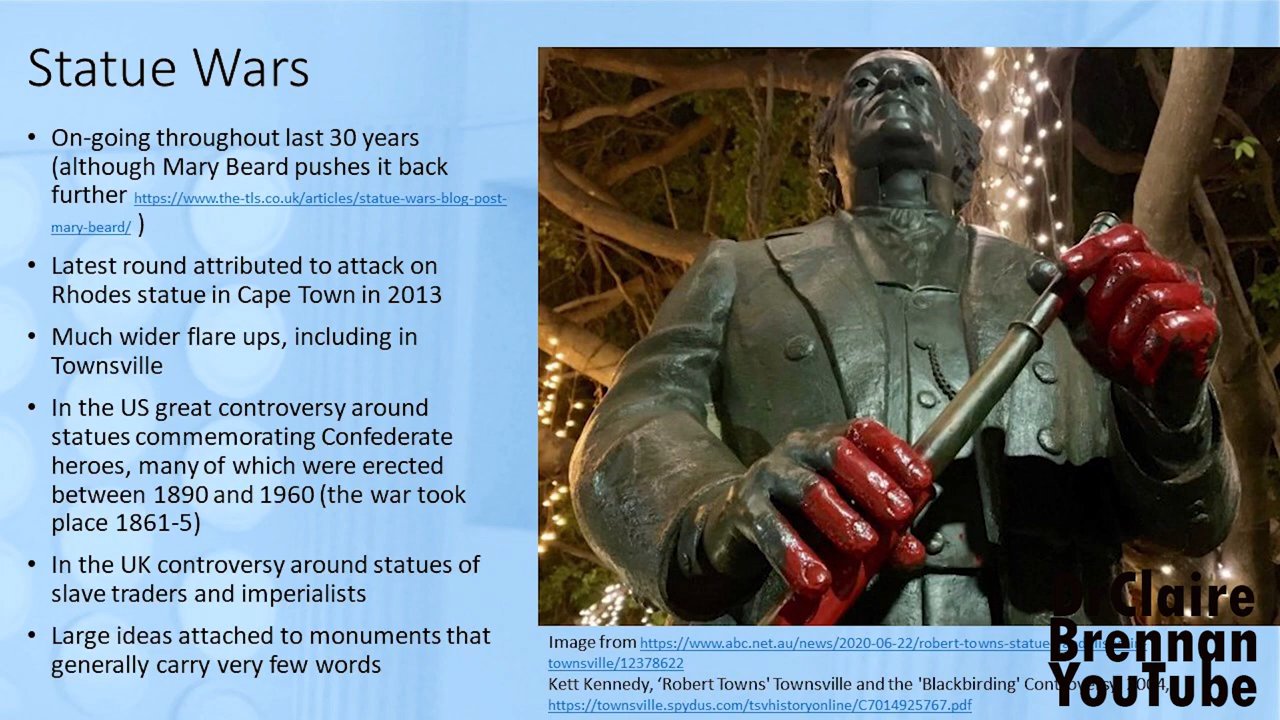 Statue Wars
• On-going throughout last 30 years
(although Mary Beard pushes it back
further https://www.the-tls.co.uk/articles/statue-wars-blog-post-
mary-beard/ )
• Latest round attributed to attack on
Rhodes statue in Cape Town in 2013
• Much wider flare ups, including in
Townsville
• In the US great controversy around
statues commemorating Confederate
heroes, many of which were erected
between 1890 and 1960 (the war took
place 1861-5)
• In the UK controversy around statues of
slave traders and imperialists
• Large ideas attached to monuments that
generally carry very few words
Image from https://www.abc.net.au/news/2020-06-22/robert-towns-statue
townsville/12378622
Kett Kennedy, ‘Robert Towns' Townsville and the 'Blackbirding' Controversy, 2004,
https://townsville.spydus.com/tsvhistoryonline/C7014925767.pdf
Dr Claire
Brennan
YouTube